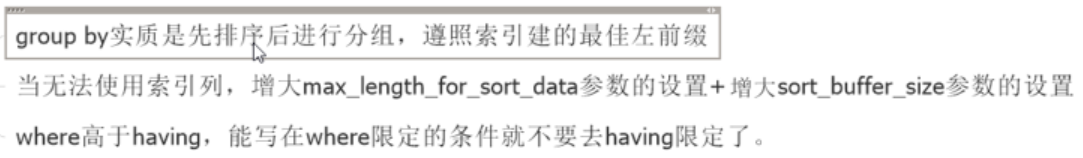 group by实质是先排序后进行分组，遵照索引建的最佳左前缀
当无法使用索引列，增大max_length_for_sort_data参数的设置+增大sort_buffer_size参数的设置
where高于having，能写在where限定的条件就不要去having限定了。